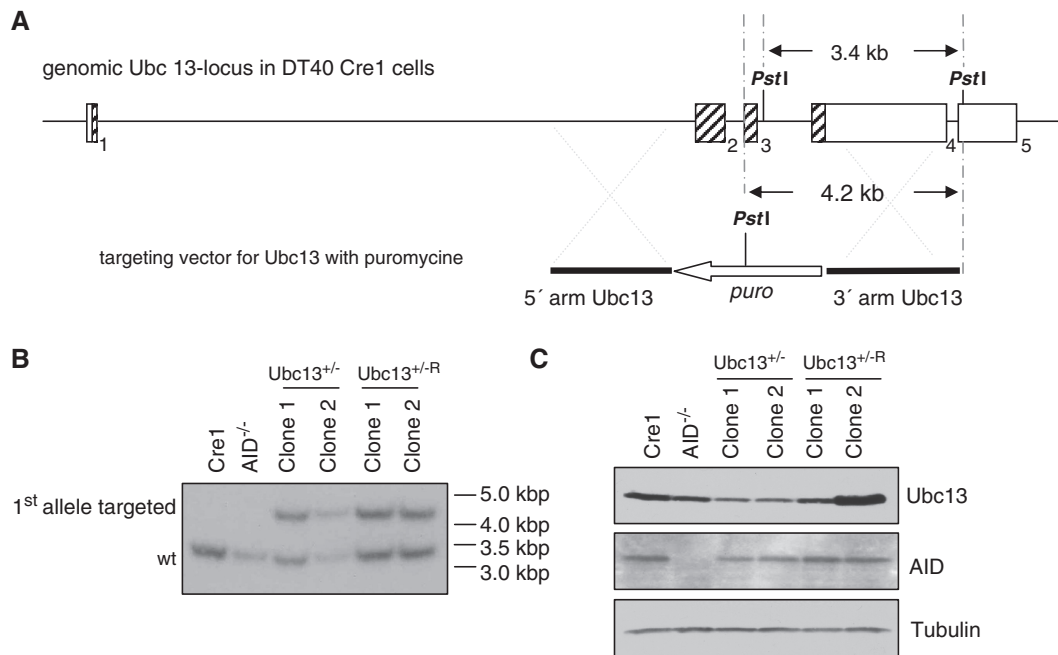 A
genomic Ubc 13-locus in DT40 Cre1 cells
3.4 kb
PstI
PstI
1
2
3
4
5
4.2 kb
PstI
targeting vector for Ubc13 with puromycine
5´ arm Ubc13
puro
3´ arm Ubc13
B
Ubc13+/-
Ubc13+/-R
Cre1
AID-/-
Clone 1
Clone 2
Clone 1
Clone 2
1st allele targeted
wt
5.0 kbp
4.0 kbp
3.5 kbp
3.0 kbp
C
Ubc13+/-
Ubc13+/-R
Cre1
AID-/-
Clone 1
Clone 2
Clone 1
Clone 2
Ubc13
AID
Tubulin